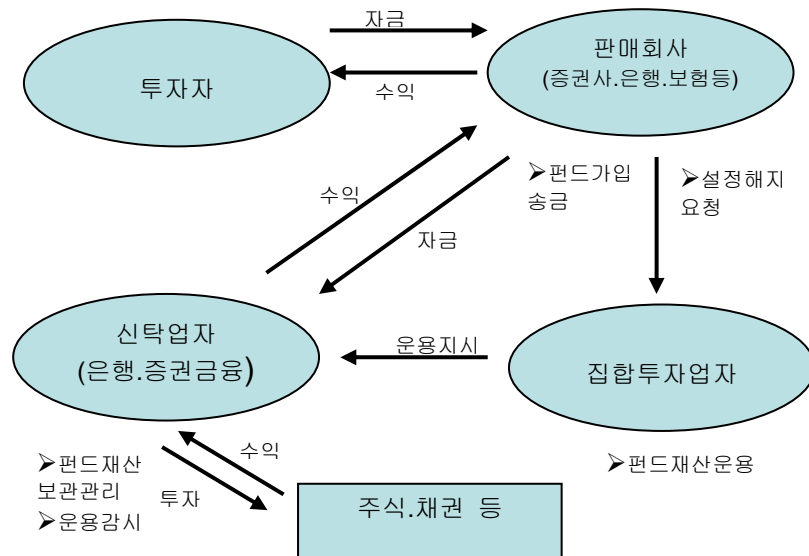 자금
투자자
판매회사
(증권사.은행.보험등)
수익
수익
➢펀드가입
송금
➢설정해지
요청
자금
신탁업자
(은행.증권금융)
운용지시
집합투자업자
➢펀드재산
보관관리
➢운용감시
수익
투자
➢펀드재산운용
주식.채권 등